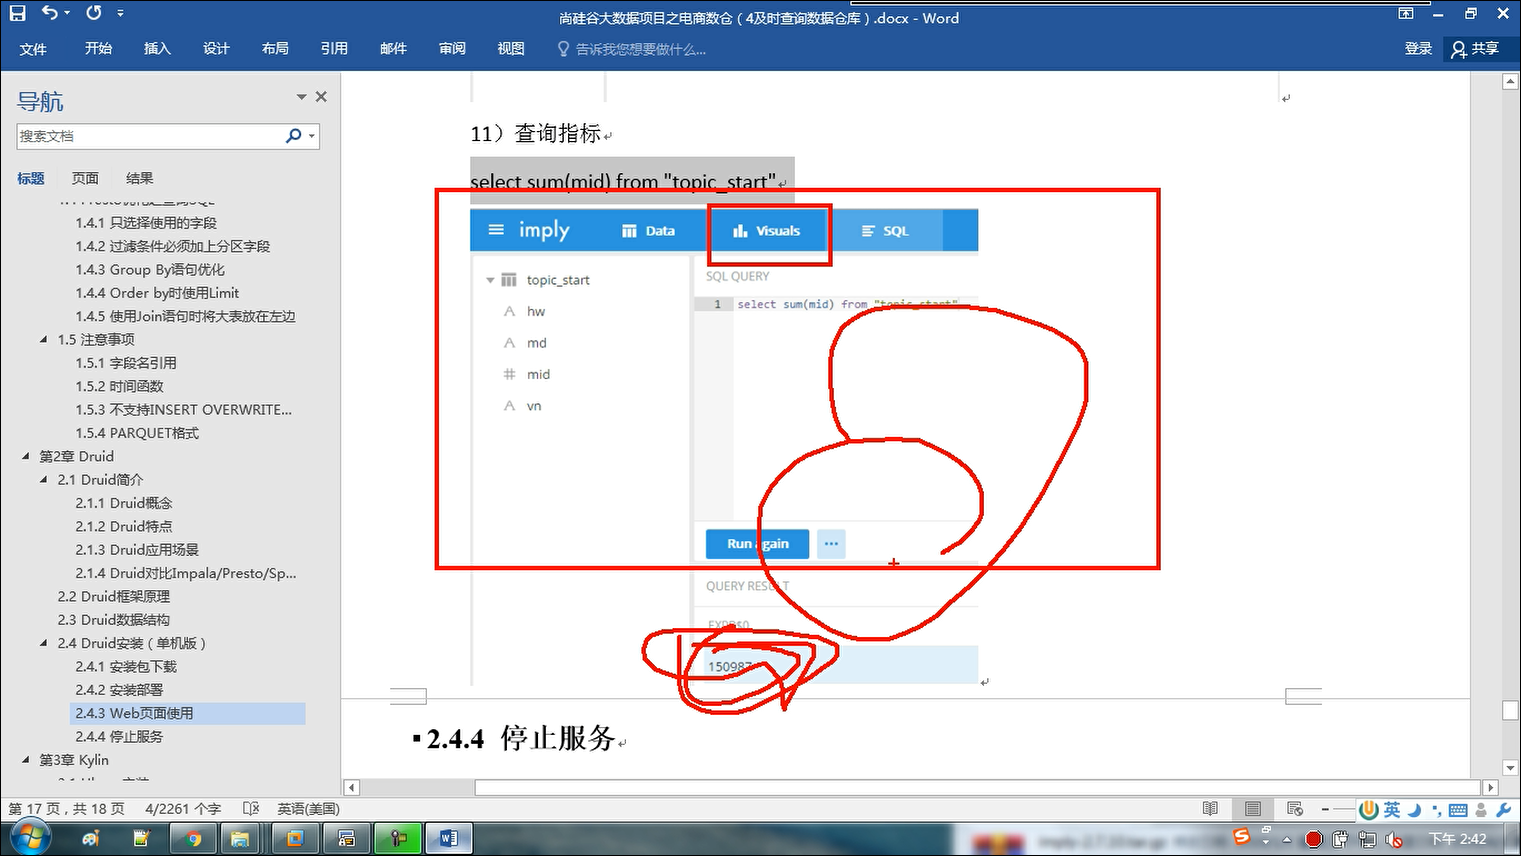 尚硅谷大数据项目之电商数仓（4及时查询数据仓库）.docx - Word
文件 开始 插入 设计 布局 引用 邮件 审阅 视图 告诉我您想要做什么... 登录 共享
导航
搜索文档
标题 页面 结果
1.4.1 只选择使用的字段
1.4.2 过滤条件必须加上分区字段
1.4.3 Group By语句优化
1.4.4 Order by时使用Limit
1.4.5 使用Join语句时将大表放在左边
1.5 注意事项
1.5.1 字段名引用
1.5.2 时间函数
1.5.3 不支持INSERT OVERWRITE...
1.5.4 PARQUET格式
第2章 Druid
2.1 Druid简介
2.1.1 Druid概念
2.1.2 Druid特点
2.1.3 Druid应用场景
2.1.4 Druid对比Impala/Presto/Sp...
2.2 Druid框架原理
2.3 Druid数据结构
2.4 Druid安装（单机版）
2.4.1 安装包下载
2.4.2 安装部署
2.4.3 Web页面使用
2.4.4 停止服务
第3章 Kylin
11）查询指标
select sum(mid) from "topic_start"
imply Data Visuals SQL
topic_start
hw
md
mid
vn
SQL QUERY
1 select sum(mid) from "topic_start"
Run again ...
QUERY RESULT
EXPR$0
150987
2.4.4 停止服务
第 17 页，共 18 页 4/2261 个字 英语(美国)
英
下午 2:42